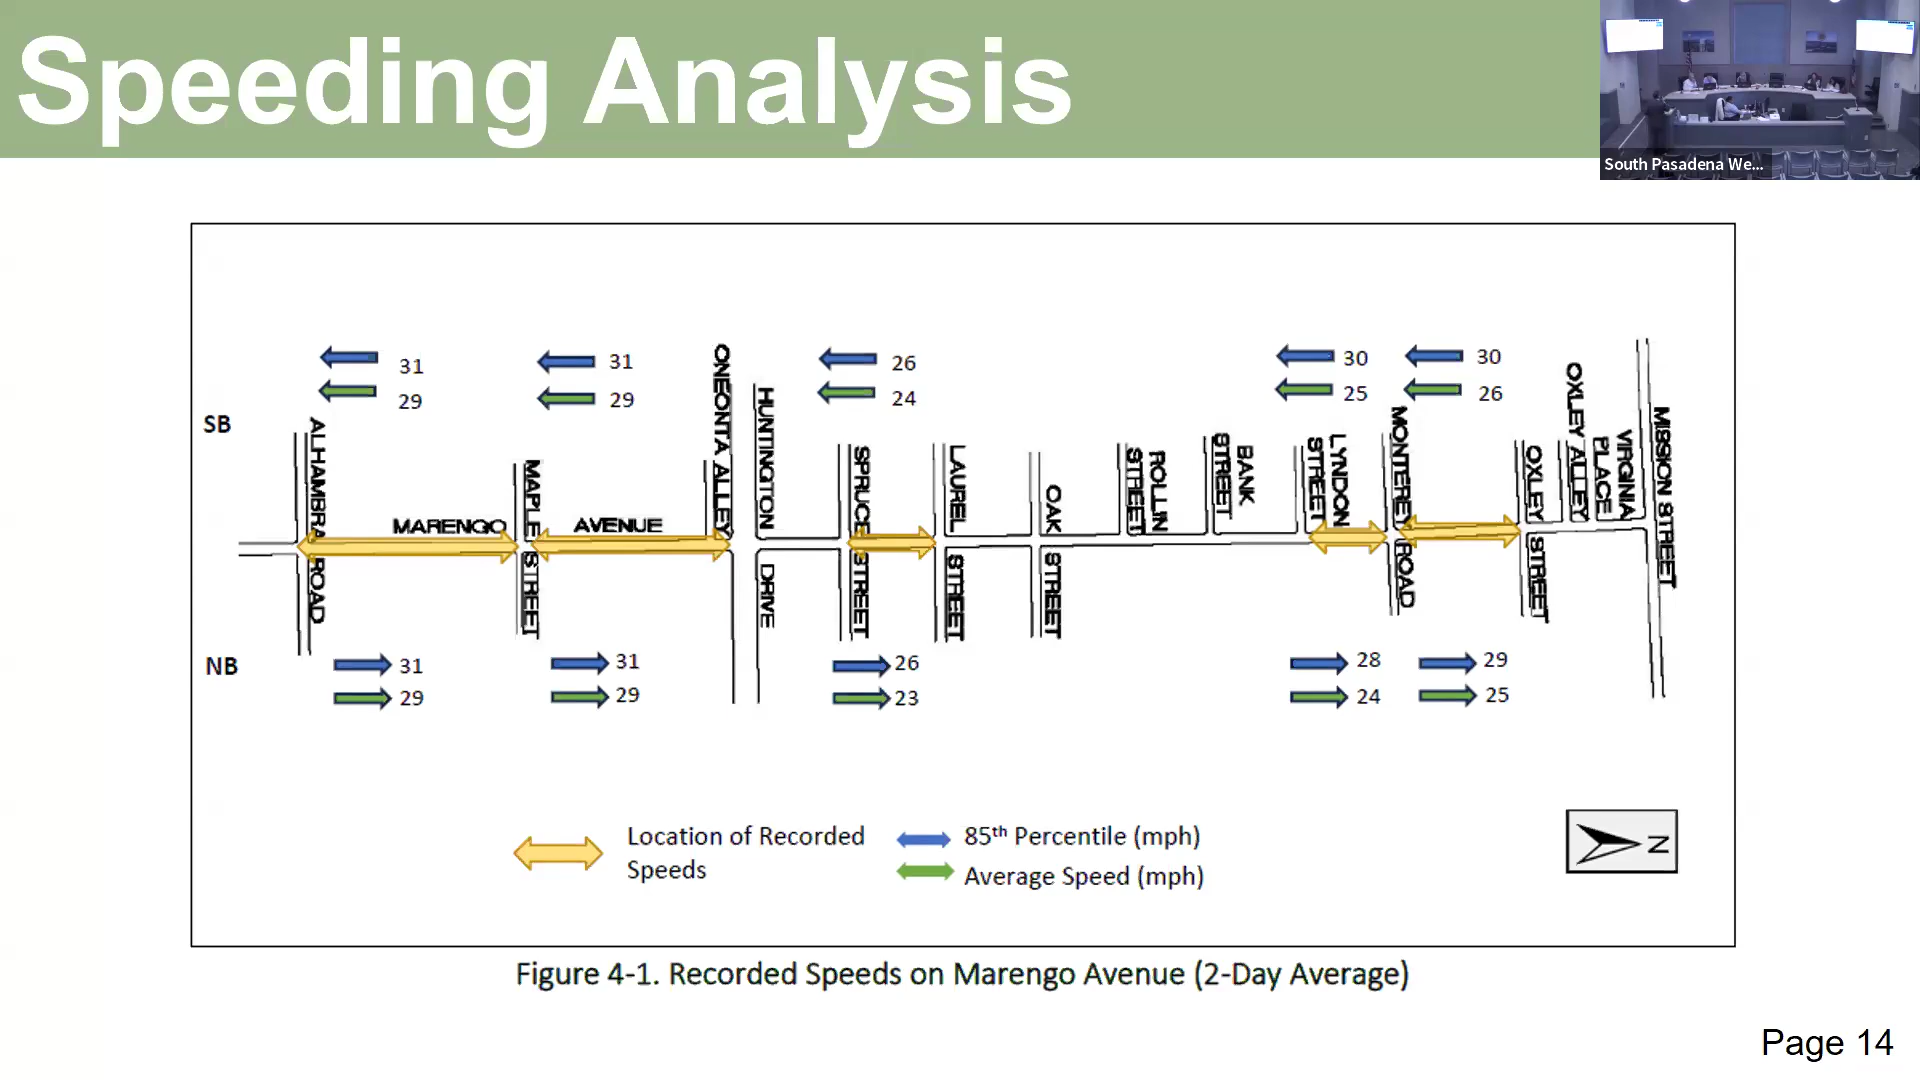 Speeding Analysis
South Pasadena We...
31
29
31
29
26
24
30
25
30
26
SB
ALHAMBRA ROAD
MARENGO
MAPLE STREET
AVENUE
ONEONTA ALLEY
HUNTINGTON DRIVE
SPRUCE STREET
LAUREL STREET
OAK STREET
ROLLIN STREET
BANK STREET
LYNDON STREET
MONTEREY ROAD
OXLEY STREET
OXLEY ALLEY
VIRGINIA PLACE
MISSION STREET
NB
31
29
31
29
26
23
28
24
29
25
Location of Recorded
Speeds
85th Percentile (mph)
Average Speed (mph)
N
Figure 4-1. Recorded Speeds on Marengo Avenue (2-Day Average)
Page 14